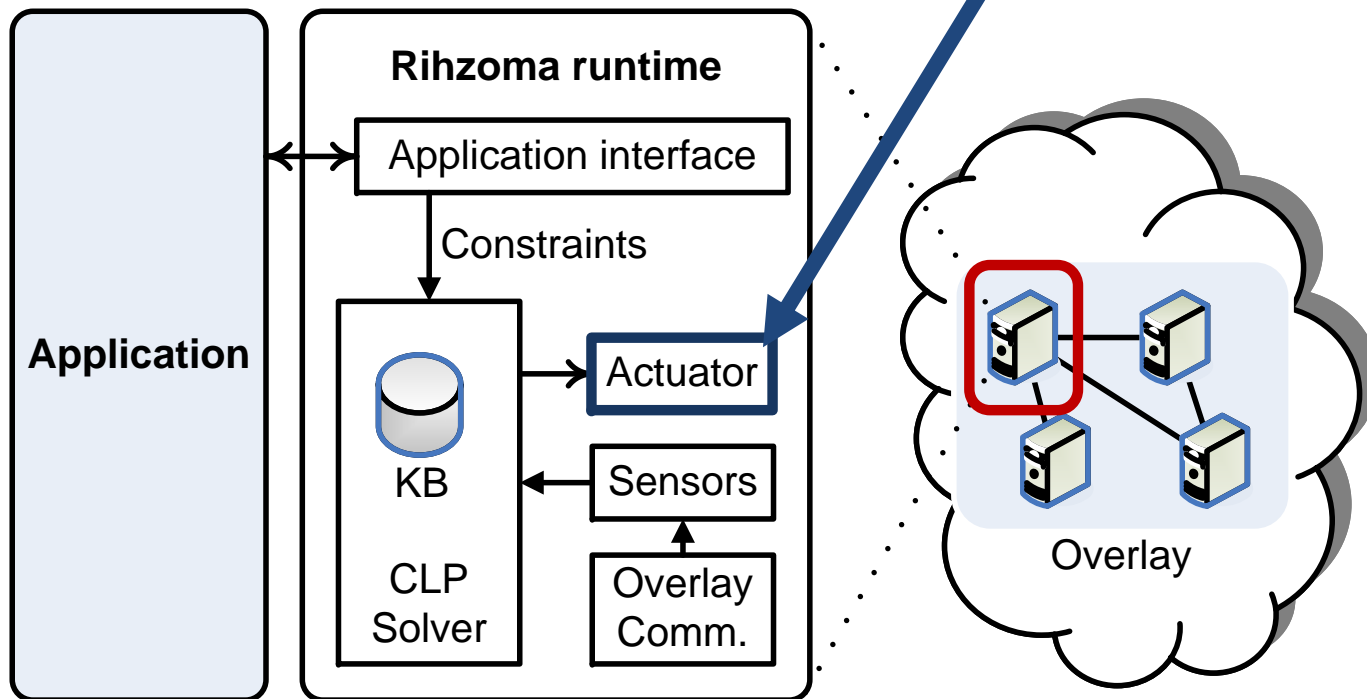 Application
Rihzoma runtime
Application interface
Constraints
Actuator
KB
Sensors
CLP
Solver
Overlay
Comm.
Overlay